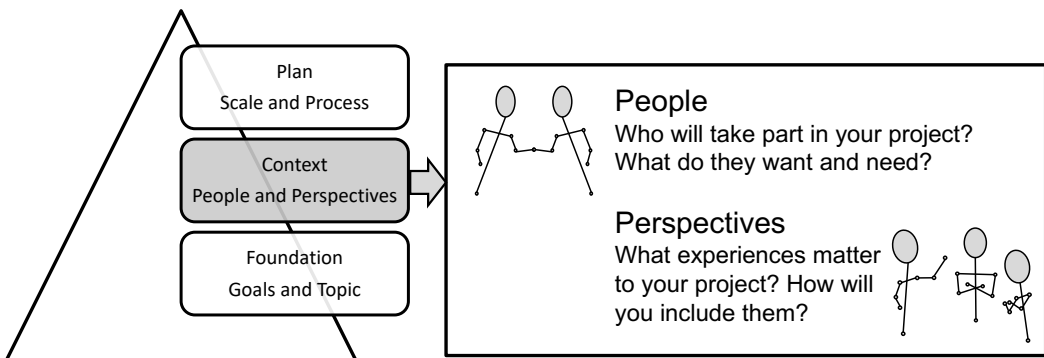 Plan
Scale and Process
Context
People and Perspectives
Foundation
Goals and Topic
People
Who will take part in your project?
What do they want and need?
Perspectives
What experiences matter
to your project? How will
you include them?